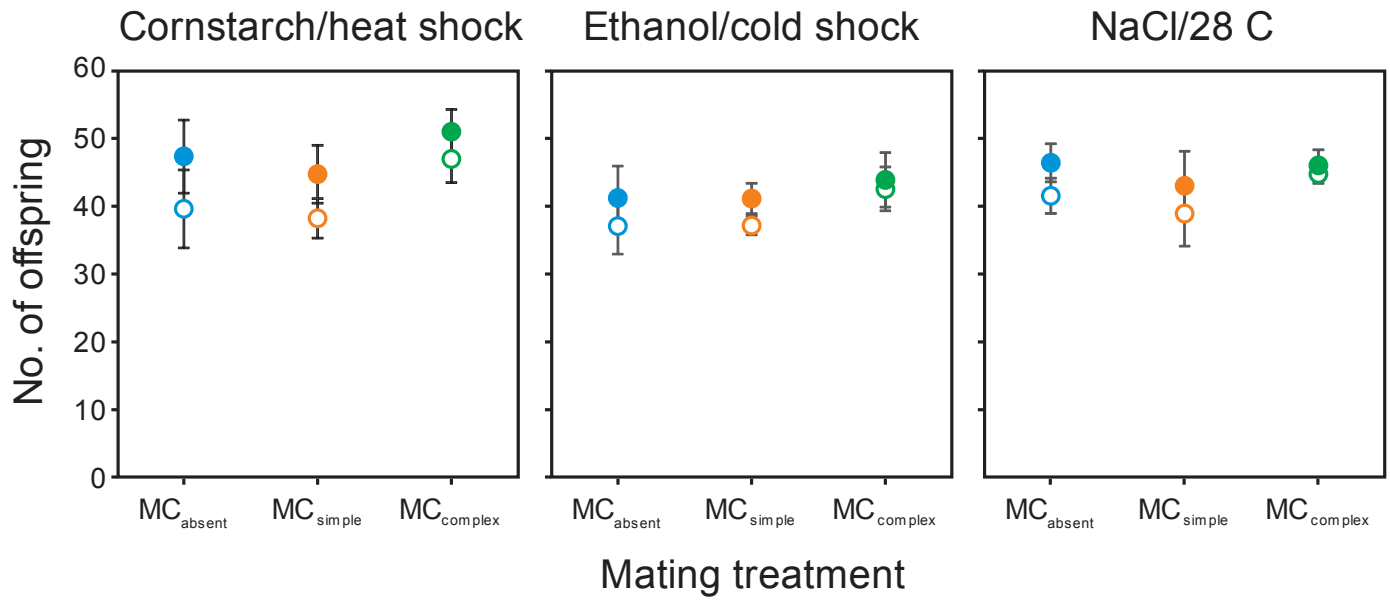 Cornstarch/heat shock Ethanol/cold shock NaCl/28 C
No. of offspring
60
50
40
30
20
10
0
MCabsent MCsimple MCcomplex MCabsent MCsimple MCcomplex MCabsent MCsimple MCcomplex
Mating treatment